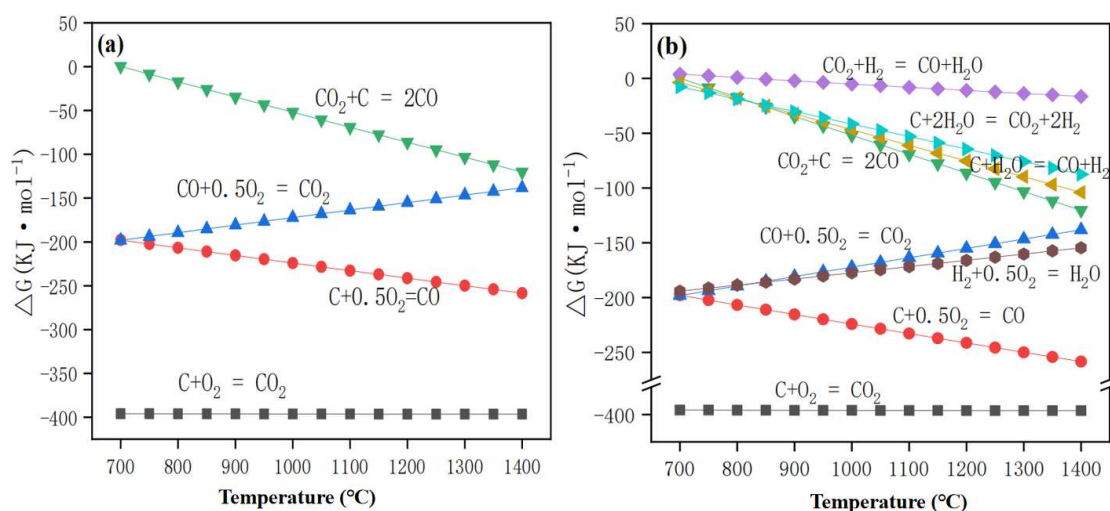 (a)
50
0
-50
-100
-150
-200
-250
-300
-350
-400
△G(KJ·mol⁻¹)
CO₂+C = 2CO
CO+0.5O₂ = CO₂
C+0.5O₂=CO
C+O₂ = CO₂
700 800 900 1000 1100 1200 1300 1400
Temperature (℃)
(b)
50
0
-50
-100
-150
-200
-250
-400
△G(KJ·mol⁻¹)
CO₂+H₂ = CO+H₂O
C+2H₂O = CO₂+2H₂
CO₂+C = 2CO
C+H₂O = CO+H₂
CO+0.5O₂ = CO₂
H₂+0.5O₂ = H₂O
C+0.5O₂ = CO
C+O₂ = CO₂
700 800 900 1000 1100 1200 1300 1400
Temperature (℃)